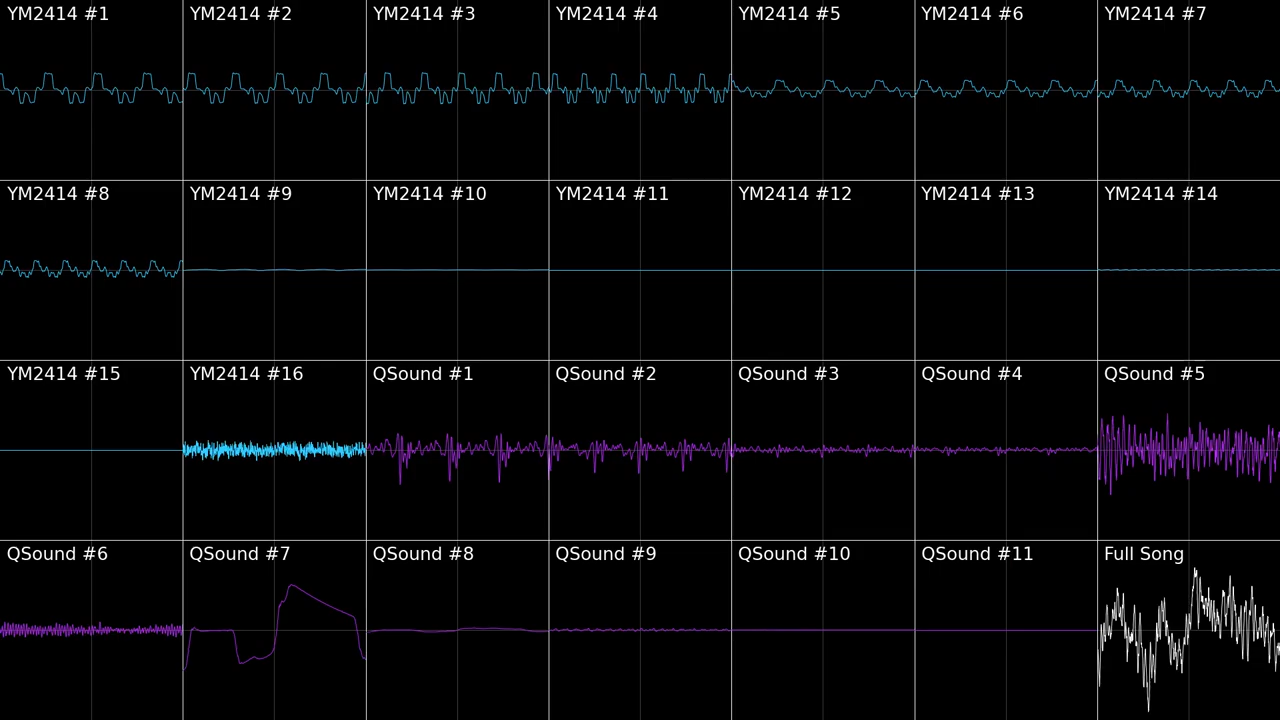 YM2414 #1
YM2414 #2
YM2414 #3
YM2414 #4
YM2414 #5
YM2414 #6
YM2414 #7
YM2414 #8
YM2414 #9
YM2414 #10
YM2414 #11
YM2414 #12
YM2414 #13
YM2414 #14
YM2414 #15
YM2414 #16
QSound #1
QSound #2
QSound #3
QSound #4
QSound #5
QSound #6
QSound #7
QSound #8
QSound #9
QSound #10
QSound #11
Full Song